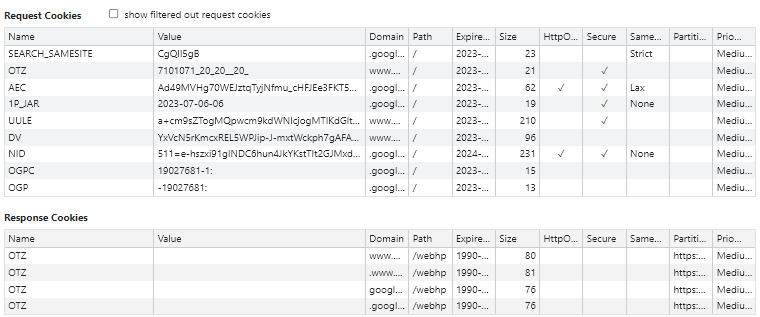 Request Cookies show filtered out request cookies
Name Value Domain Path Expire... Size HttpO... Secure Same... Partiti... Prio...
SEARCH_SAMESITE CgQII5gB .googl... / 2023-... 23 Strict Mediu...
OTZ 7101071_20_20__20_ www.... / 2023-... 21 ✓ Mediu...
AEC Ad49MVHg70WEJztqTyjNfmu_cHFJEe3FKT5... .googl... / 2023-... 62 ✓ ✓ Lax Mediu...
1P_JAR 2023-07-06-06 .googl... / 2023-... 19 ✓ None Mediu...
UULE a+cm9sZTogMQpwcm9kdWNlcjogMTIKdGlt... www.... / 2023-... 210 ✓ Mediu...
DV YxVcN5rKmcxREL5WPJip-J-mxtWckph7gAFA... www.... / 2023-... 96 Mediu...
NID 511=e-hszxi91gINDC6hun4JkYKstTIt2GJMxd... .googl... / 2024-... 231 ✓ ✓ None Mediu...
OGPC 19027681-1: .googl... / 2023-... 15 Mediu...
OGP -19027681: .googl... / 2023-... 13 Mediu...
Response Cookies
Name Value Domain Path Expire... Size HttpO... Secure Same... Partiti... Prio...
OTZ www.... /webhp 1990-... 80 https:... Mediu...
OTZ .www.... /webhp 1990-... 81 https:... Mediu...
OTZ googl... /webhp 1990-... 76 https:... Mediu...
OTZ .googl... /webhp 1990-... 76 https:... Mediu...